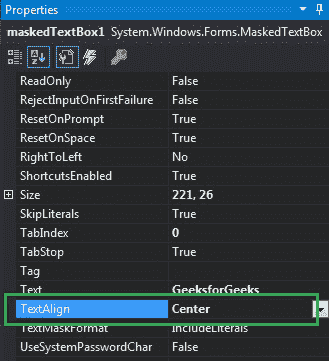 Properties
maskedTextBox1 System.Windows.Forms.MaskedTextBox
ReadOnly False
RejectInputOnFirstFailure False
ResetOnPrompt True
ResetOnSpace True
RightToLeft No
ShortcutsEnabled True
Size 221, 26
SkipLiterals True
TabIndex 0
TabStop True
Tag
Text GeeksforGeeks
TextAlign Center
TextMaskFormat IncludeLiterals
UseSystemPasswordChar False